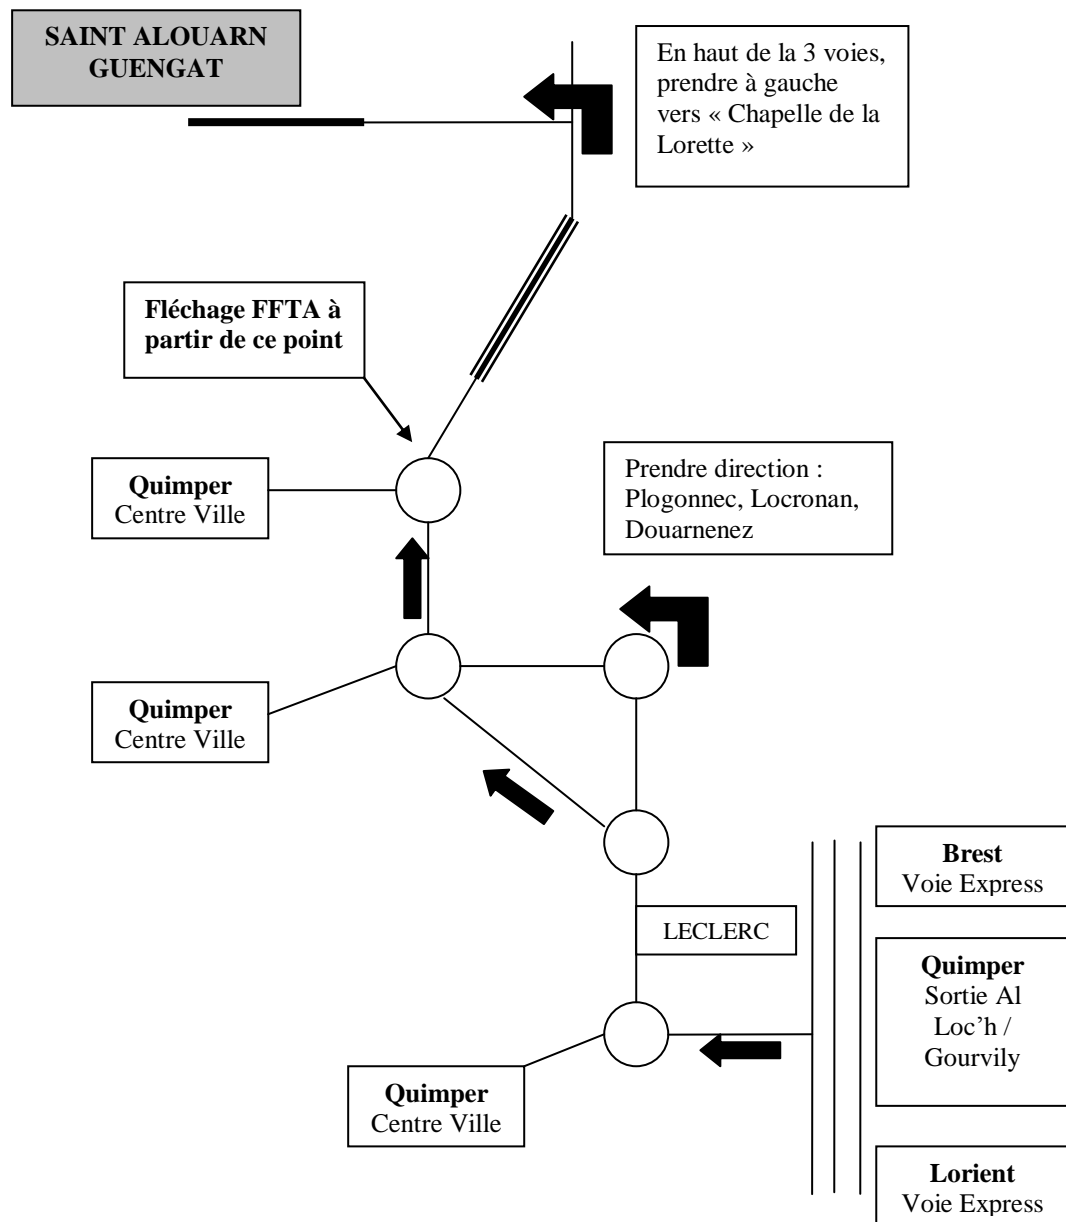 SAINT ALOUARN
GUENGAT
En haut de la 3 voies,
prendre à gauche
vers « Chapelle de la
Lorette »
Fléchage FFTA à
partir de ce point
Quimper
Centre Ville
Prendre direction :
Plogonnec, Locronan,
Douarnenez
Quimper
Centre Ville
Brest
Voie Express
LECLERC
Quimper
Sortie Al
Loc’h /
Gourvily
Quimper
Centre Ville
Lorient
Voie Express